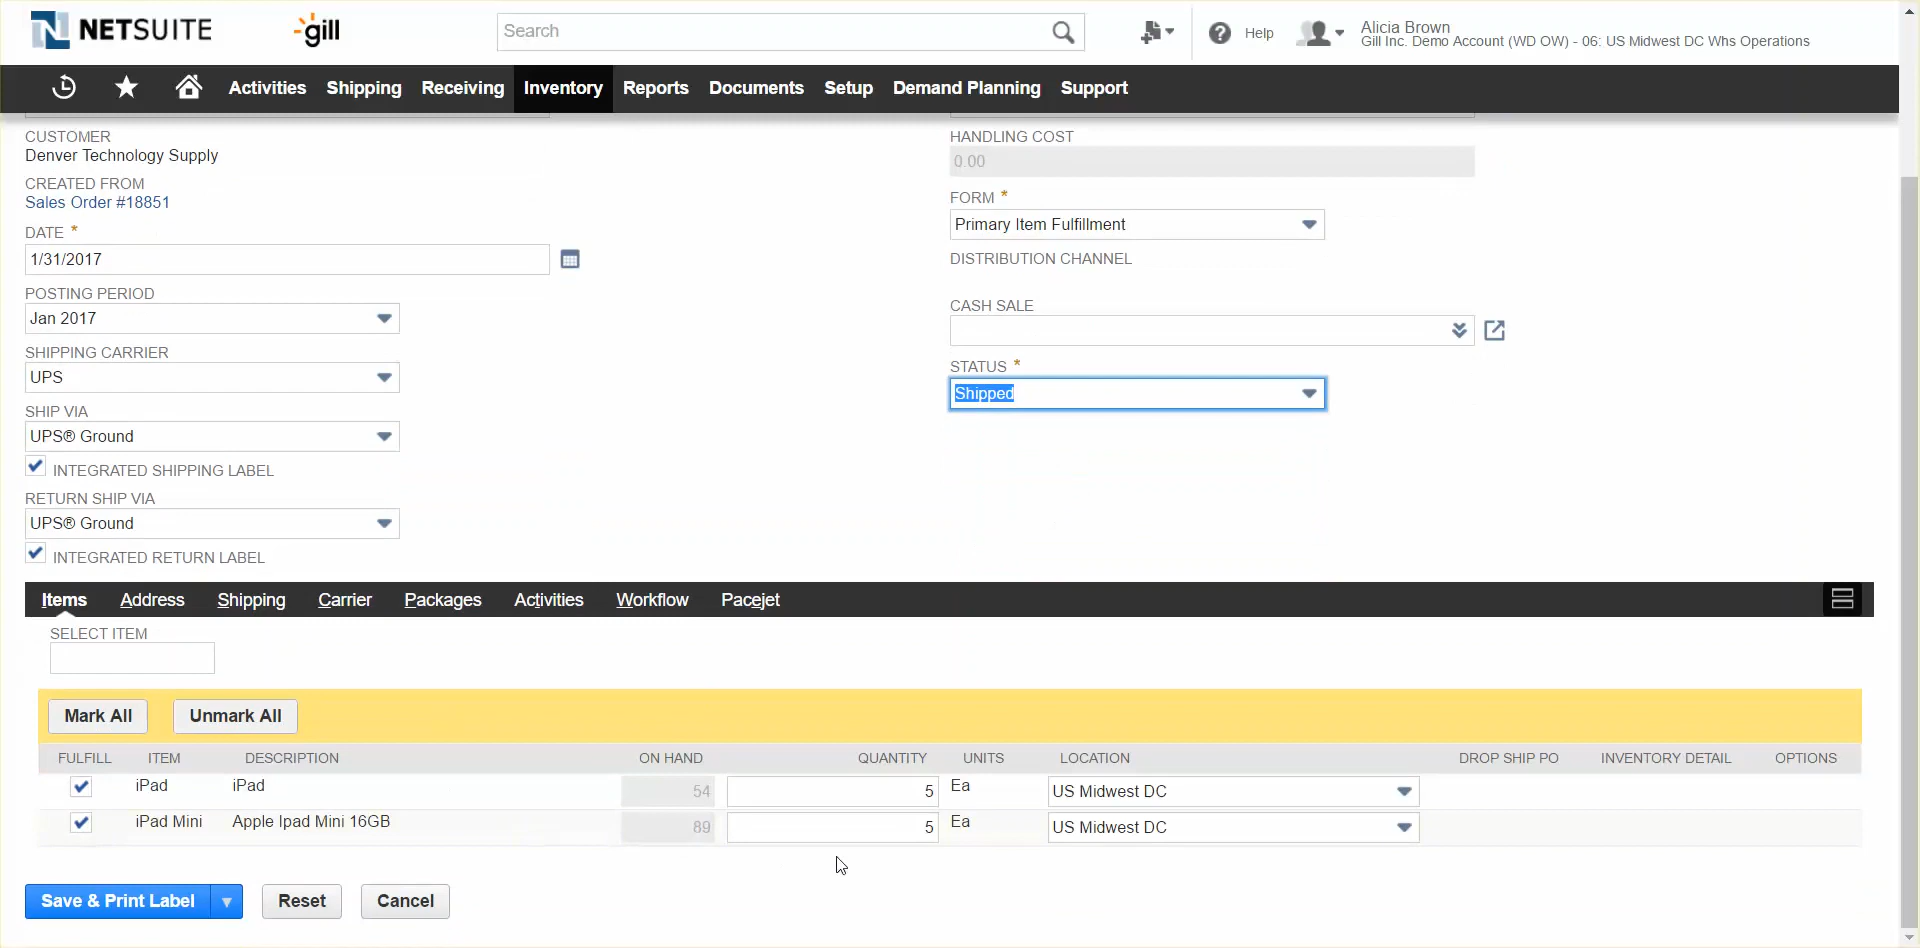 NETSUITE
gill
Search
Help
Alicia Brown
Gill Inc. Demo Account (WD OW) - 06: US Midwest DC Whs Operations
Activities Shipping Receiving Inventory Reports Documents Setup Demand Planning Support
CUSTOMER
Denver Technology Supply
CREATED FROM
Sales Order #18851
DATE *
1/31/2017
POSTING PERIOD
Jan 2017
SHIPPING CARRIER
UPS
SHIP VIA
UPS® Ground
INTEGRATED SHIPPING LABEL
RETURN SHIP VIA
UPS® Ground
INTEGRATED RETURN LABEL
HANDLING COST
0.00
FORM *
Primary Item Fulfillment
DISTRIBUTION CHANNEL
CASH SALE
STATUS *
Shipped
Items Address Shipping Carrier Packages Activities Workflow Pacejet
SELECT ITEM
Mark All Unmark All
FULFILL ITEM DESCRIPTION ON HAND QUANTITY UNITS LOCATION DROP SHIP PO INVENTORY DETAIL OPTIONS
iPad iPad 54 5 Ea US Midwest DC
iPad Mini Apple Ipad Mini 16GB 89 5 Ea US Midwest DC
Save & Print Label Reset Cancel